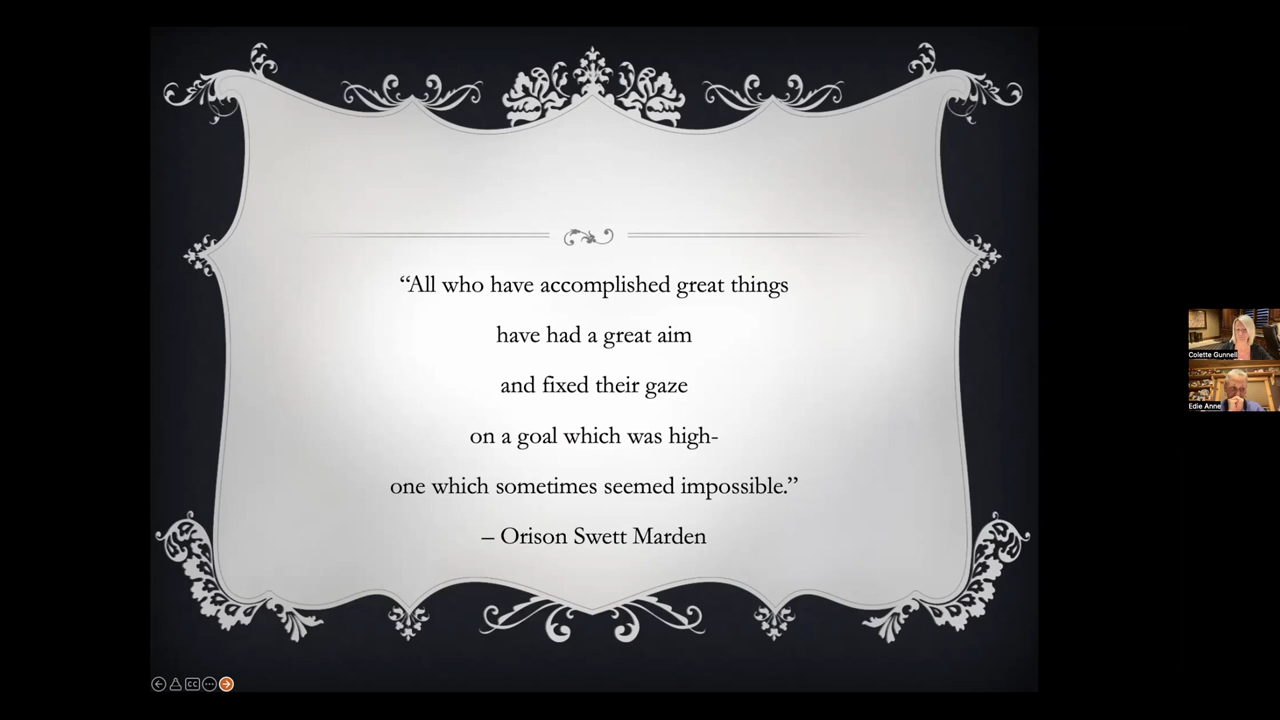 “All who have accomplished great things
have had a great aim
and fixed their gaze
on a goal which was high-
one which sometimes seemed impossible.”
– Orison Swett Marden
Colette Gunnell
Edie Anne
CC